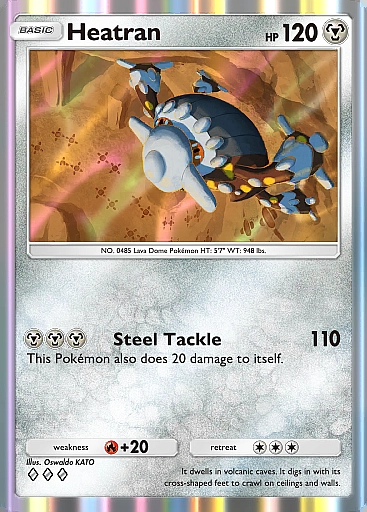 BASIC Heatran HP 120
NO. 0485 Lava Dome Pokémon HT: 5'7" WT: 948 lbs.
Steel Tackle 110
This Pokémon also does 20 damage to itself.
weakness +20 retreat
Illus. Oswaldo KATO
It dwells in volcanic caves. It digs in with its
cross-shaped feet to crawl on ceilings and walls.